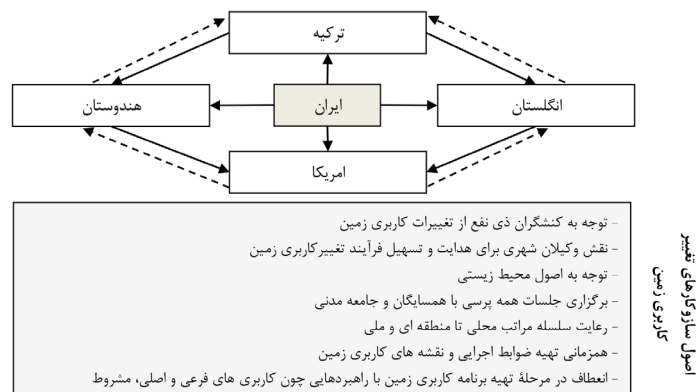 ترکیه
هندوستان
ایران
انگلستان
امریکا
- توجه به کنشگران ذی نفع از تغییرات کاربری زمین
- نقش وکیلان شهری برای هدایت و تسهیل فرآیند تغییرکاربری زمین
- توجه به اصول محیط زیستی
- برگزاری جلسات همه پرسی با همسایگان و جامعه مدنی
- رعایت سلسله مراتب محلی تا منطقه ای و ملی
- همزمانی تهیه ضوابط اجرایی و نقشه های کاربری زمین
- انعطاف در مرحلۀ تهیه برنامه کاربری زمین با راهبردهایی چون کاربری های فرعی و اصلی، مشروط
اصول سازوکارهای تغییر
کاربری زمین